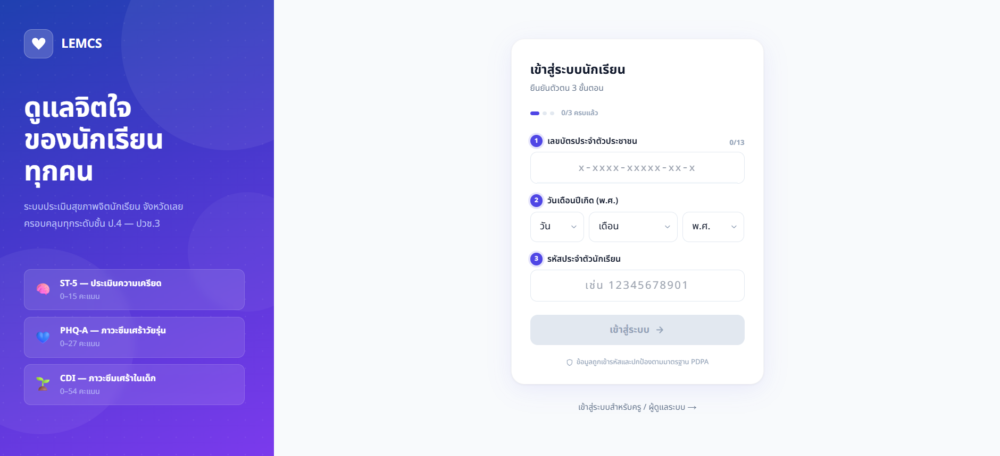 LEMCS
ดูแลจิตใจ
ของนักเรียน
ทุกคน
ระบบประเมินสุขภาพจิตนักเรียน จังหวัดเลย
ครอบคลุมทุกระดับชั้น ป.4 — ปวช.3
ST-5 — ประเมินความเครียด
0–15 คะแนน
PHQ-A — ภาวะซึมเศร้าวัยรุ่น
0–27 คะแนน
CDI — ภาวะซึมเศร้าในเด็ก
0–54 คะแนน
เข้าสู่ระบบนักเรียน
ยืนยันตัวตน 3 ขั้นตอน
0/3 ครบแล้ว
1 เลขบัตรประจำตัวประชาชน 0/13
x-xxxx-xxxxx-xx-x
2 วันเดือนปีเกิด (พ.ศ.)
วัน เดือน พ.ศ.
3 รหัสประจำตัวนักเรียน
เช่น 12345678901
เข้าสู่ระบบ →
ข้อมูลถูกเข้ารหัสและปกป้องตามมาตรฐาน PDPA
เข้าสู่ระบบสำหรับครู / ผู้ดูแลระบบ →